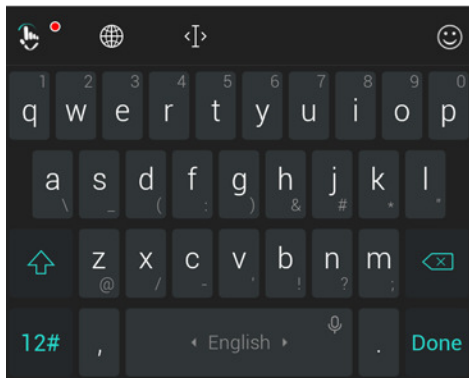 1 2 3 4 5 6 7 8 9 0
q w e r t y u i o p
a s d f g h j k l
\ _ ( : ) & # * "
z x c v b n m
@ / - ' ! ? ;
12# , English . Done